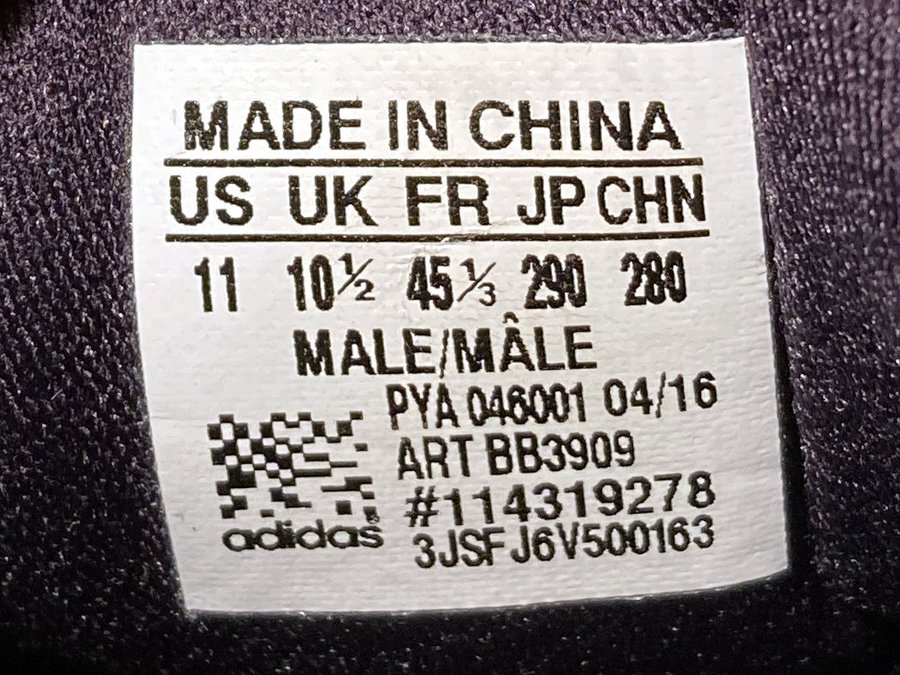 MADE IN CHINA
US UK FR JP CHN
11 10½ 45⅓ 290 280
MALE/MÂLE
PYA 046001 04/16
ART BB3909
#114319278
adidas®
3JSFJ6V500163